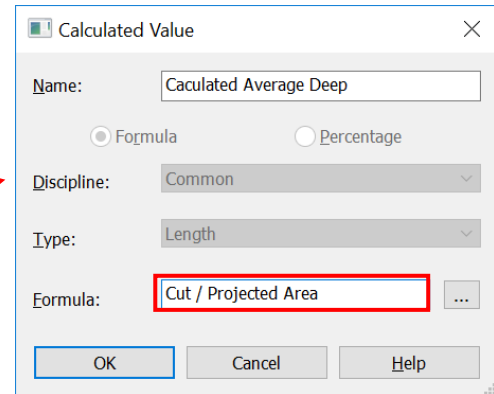 Calculated Value
Name: Caculated Average Deep
Formula Percentage
Discipline: Common
Type: Length
Formula: Cut / Projected Area ...
OK Cancel Help